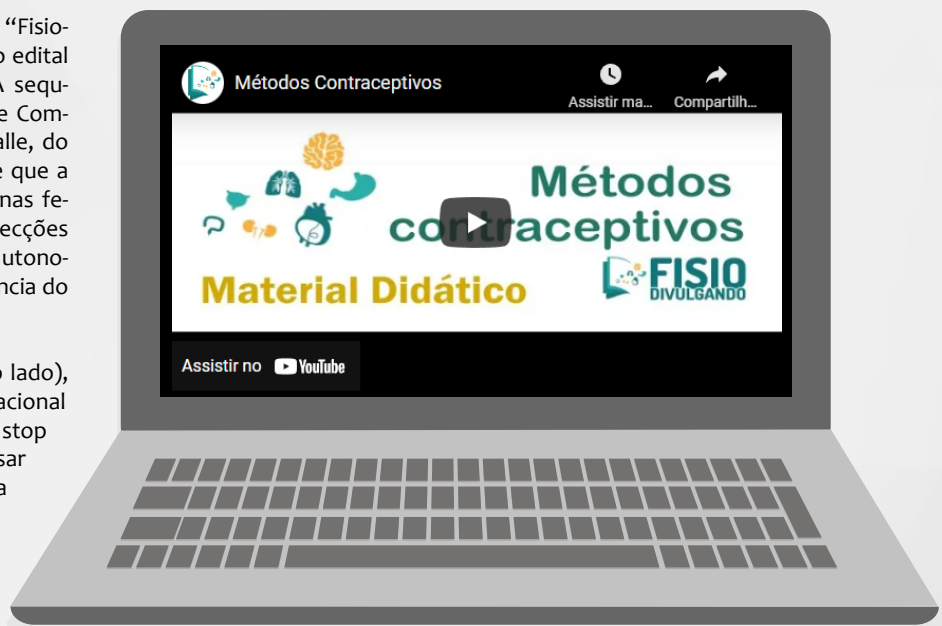 “Fisio-
edital
A sequ-
e Com-
alle, do
e que a
nas fe-
ecções
utono-
ncia do
o lado),
acional
stop
sar
a
Métodos Contraceptivos
Assistir ma...
Compartilh...
Métodos
contraceptivos
Material Didático
FISIO
DIVULGANDO
Assistir no YouTube